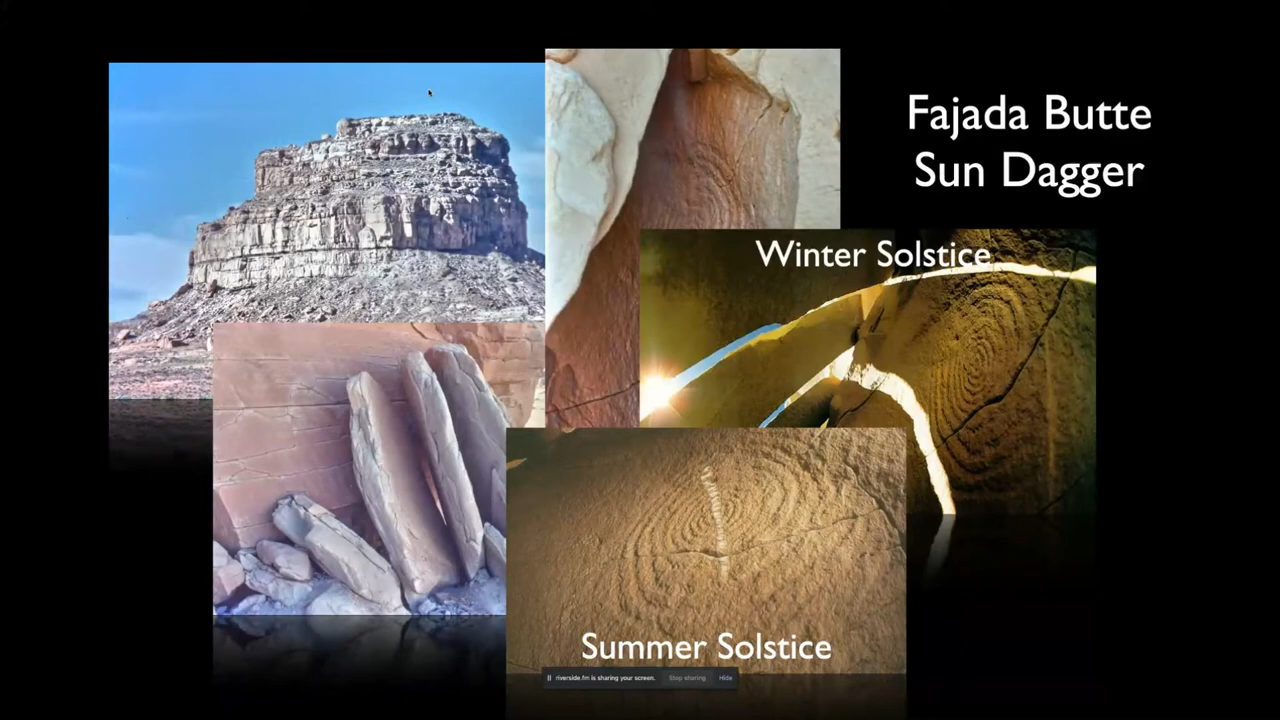 Fajada Butte
Sun Dagger
Winter Solstice
Summer Solstice
riverside.fm is sharing your screen. Stop sharing Hide